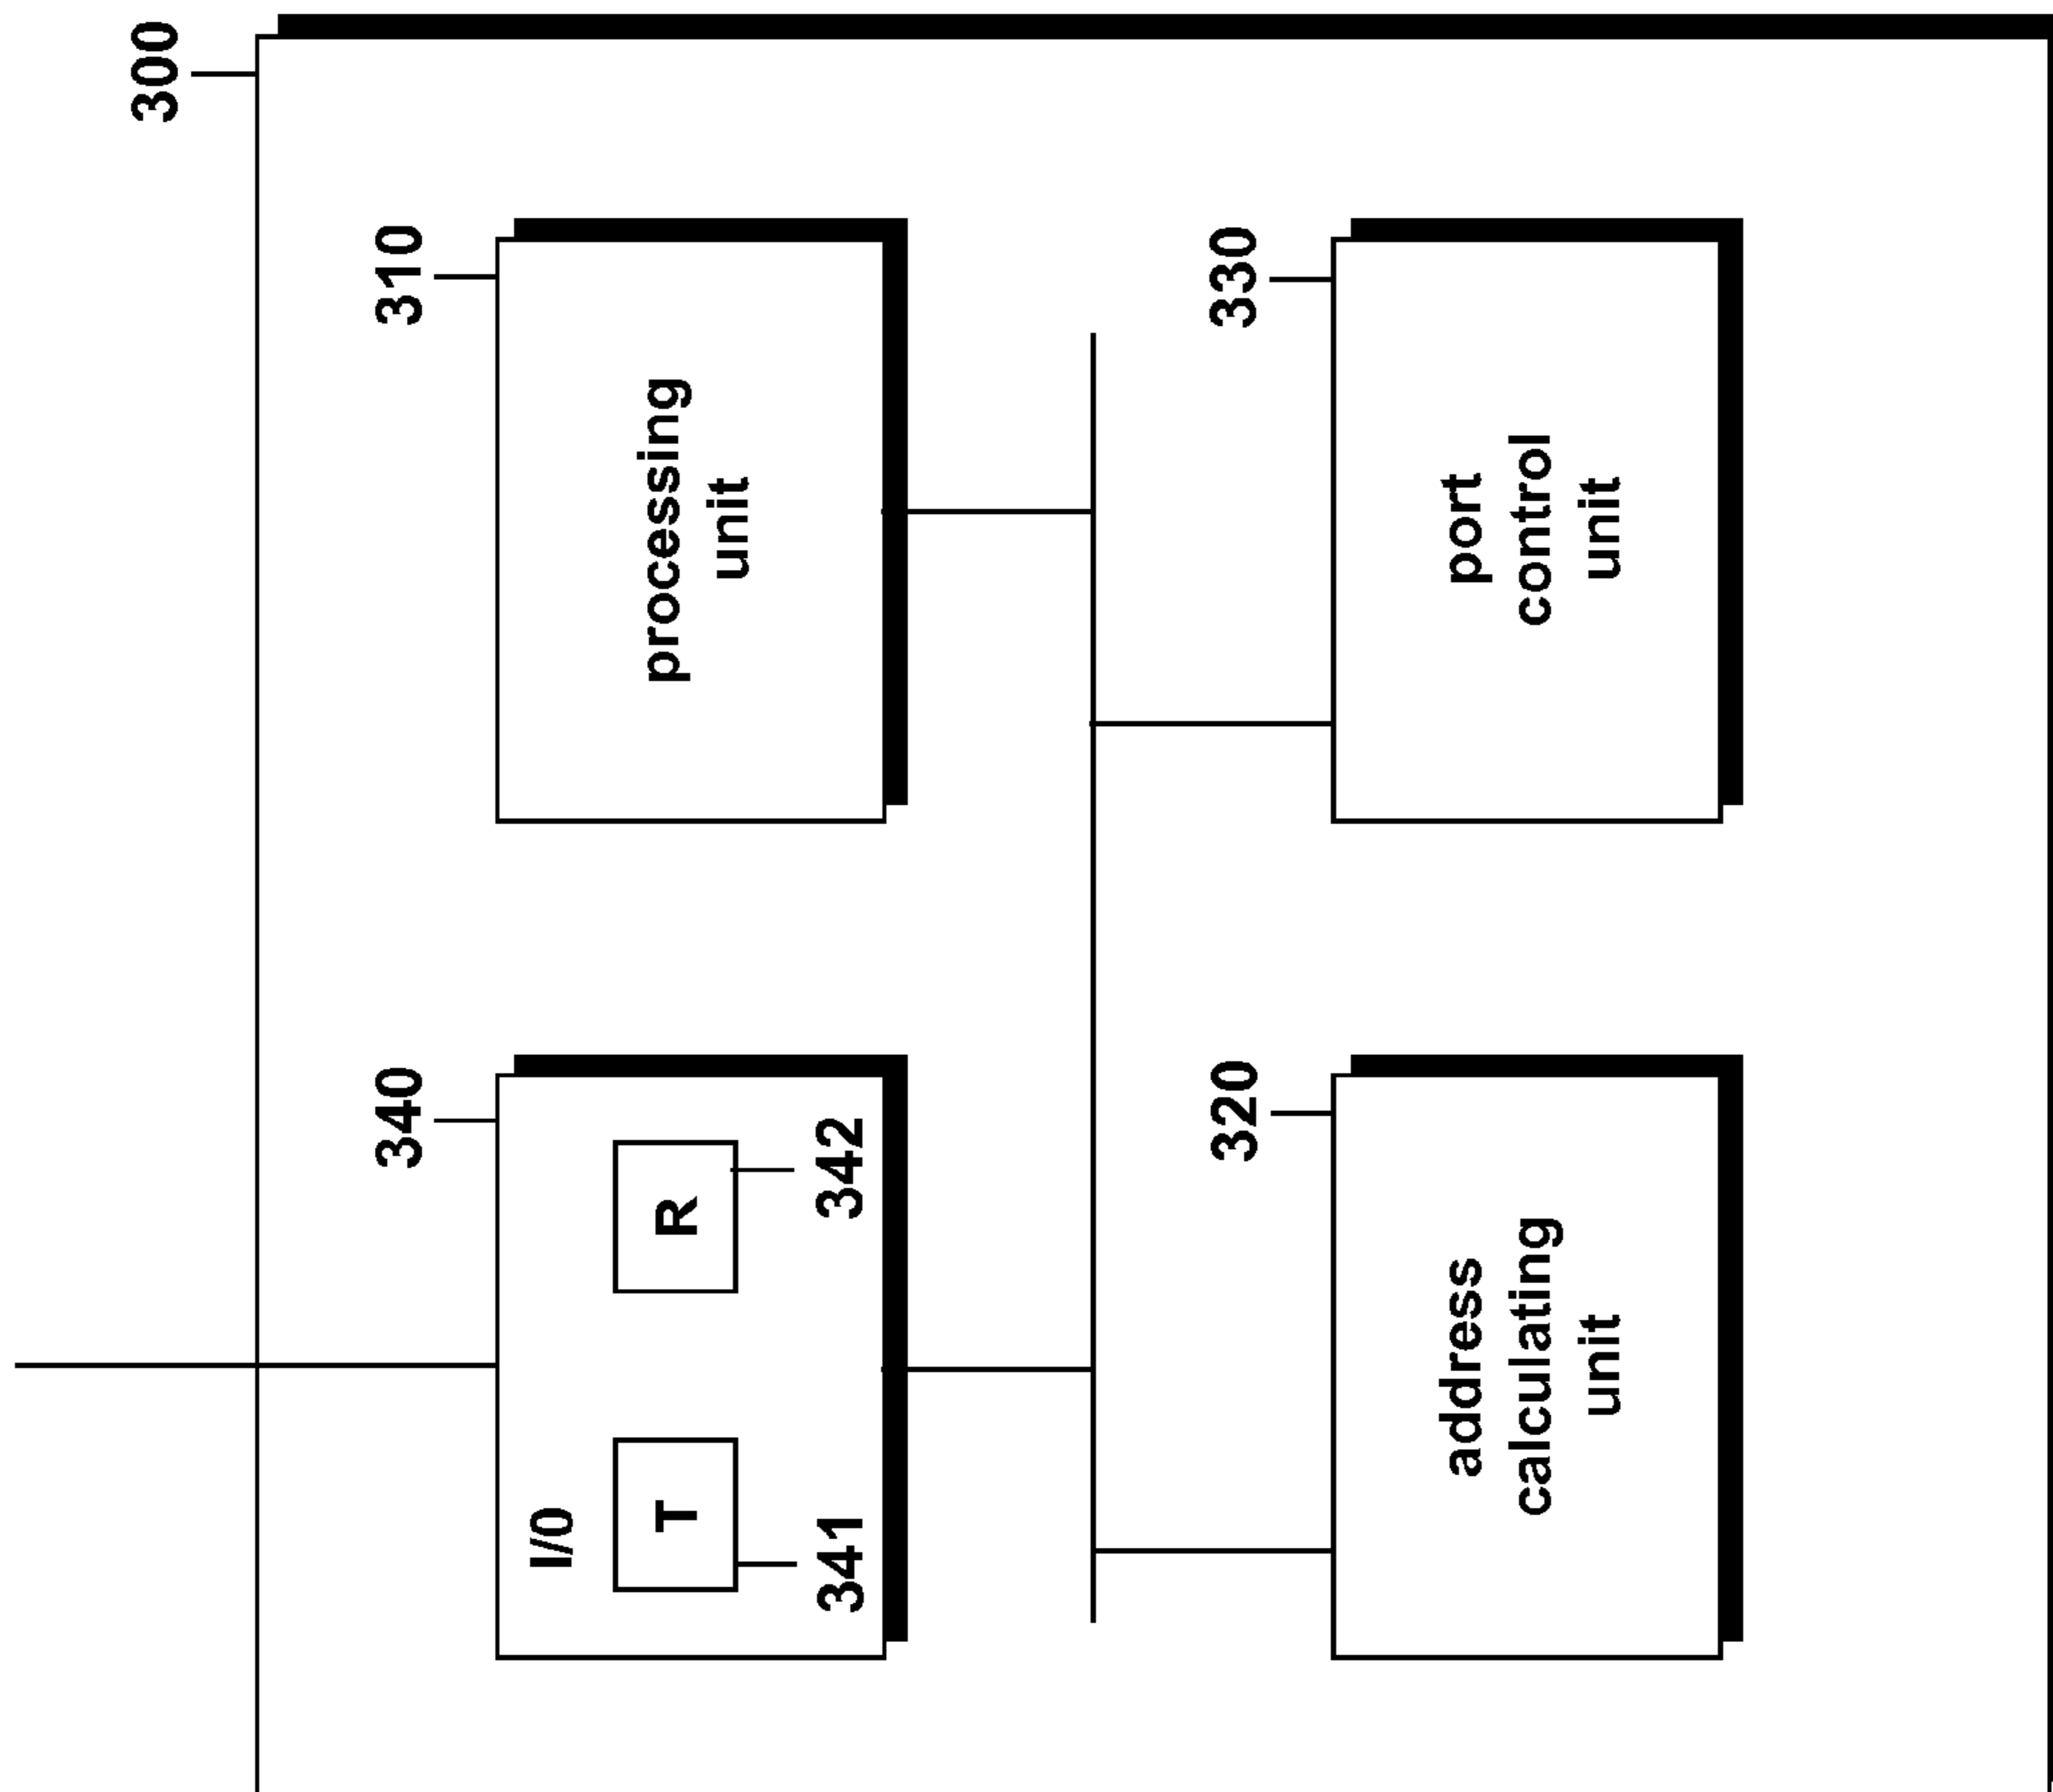 300
340
310
I/0
T
R
341
342
processing
unit
320
330
address
calculating
unit
port
control
unit